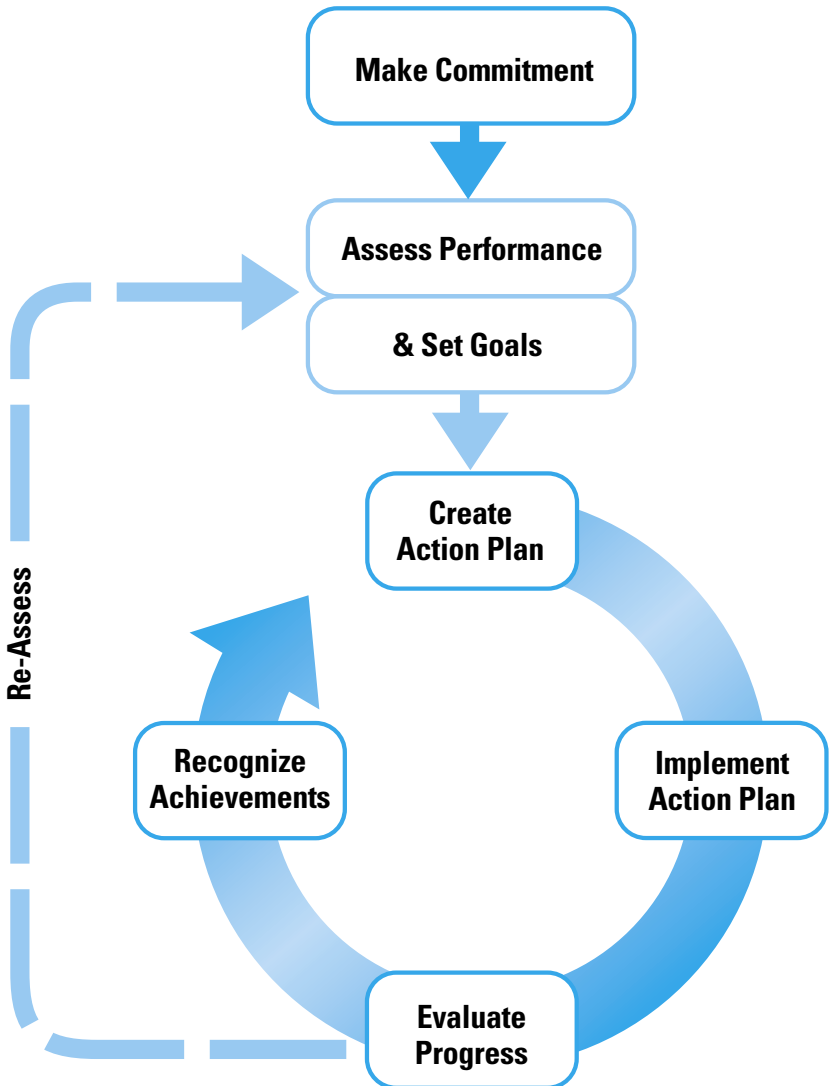 Make Commitment
Assess Performance
& Set Goals
Create
Action Plan
Implement
Action Plan
Evaluate
Progress
Recognize
Achievements
Re-Assess